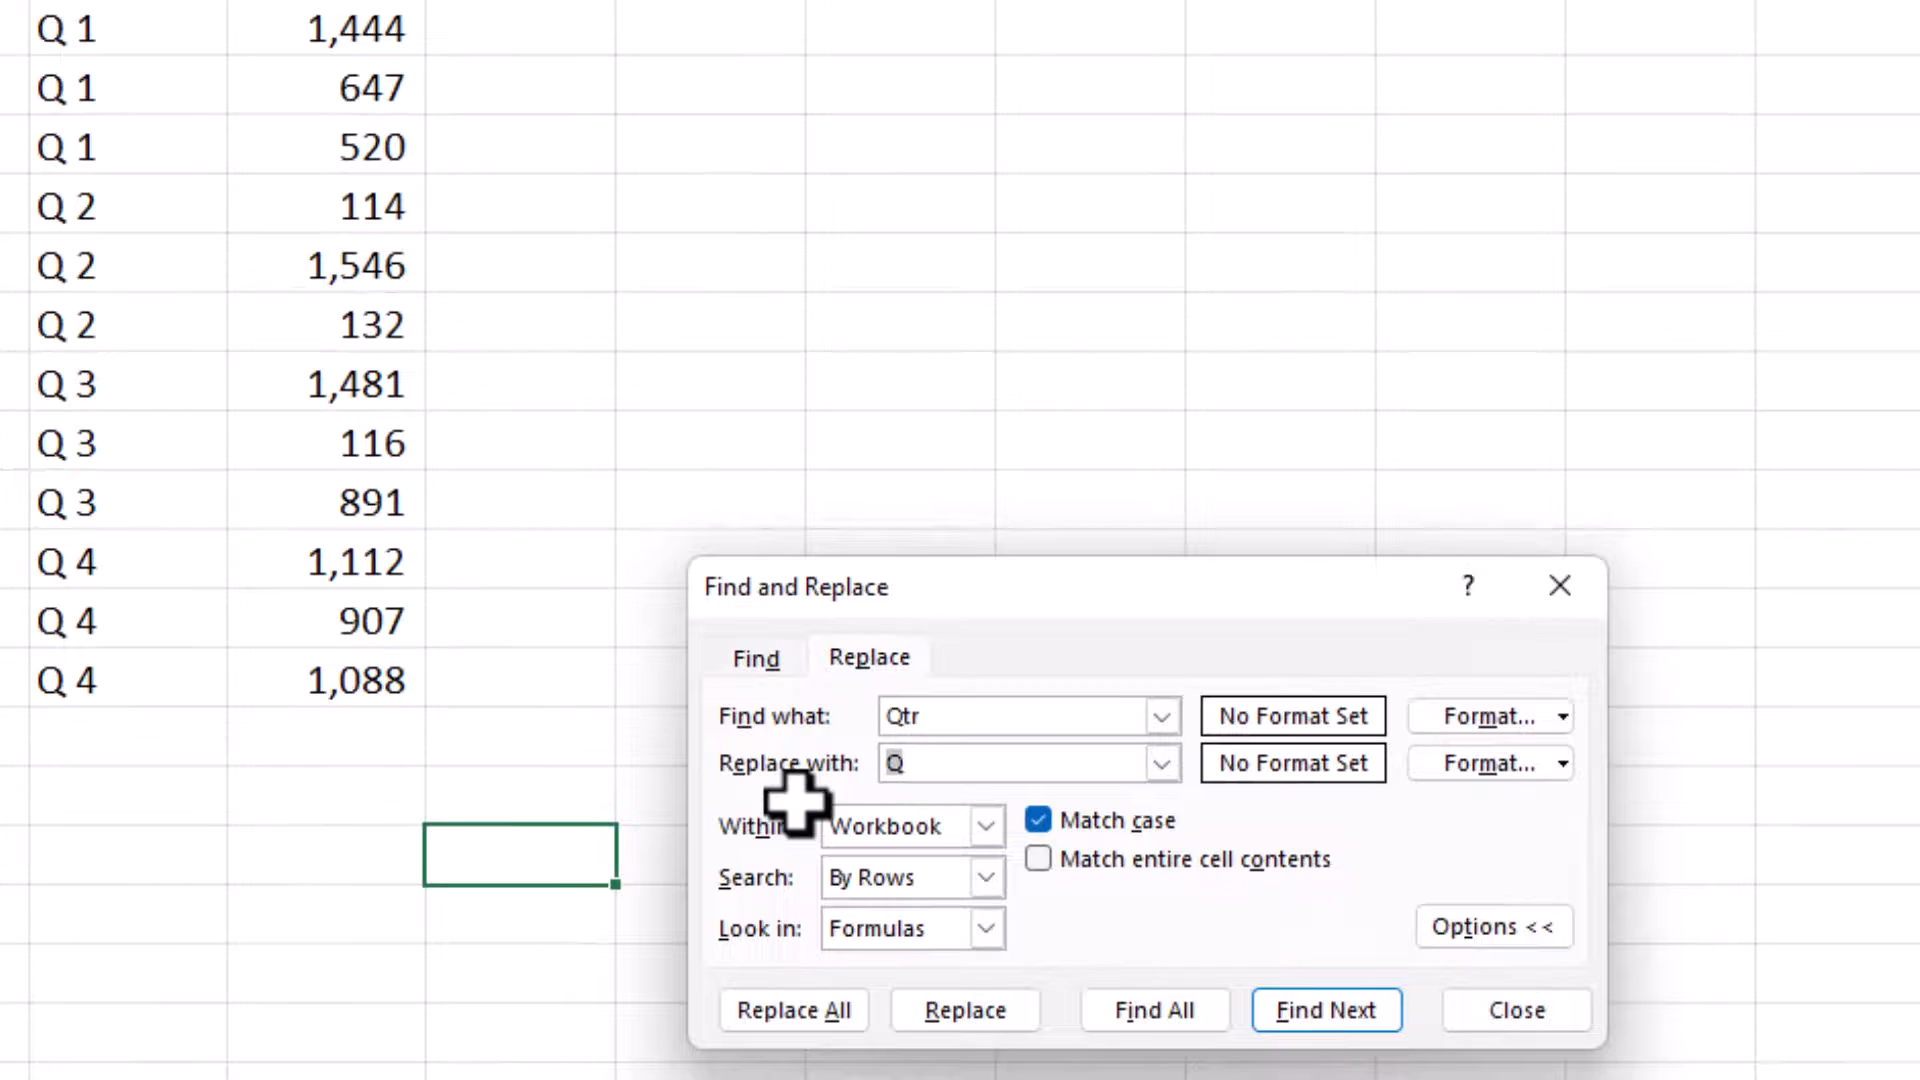 Q 1 1,444
Q 1 647
Q 1 520
Q 2 114
Q 2 1,546
Q 2 132
Q 3 1,481
Q 3 116
Q 3 891
Q 4 1,112
Q 4 907
Q 4 1,088
Find and Replace ?
Find Replace
Find what: Qtr No Format Set Format...
Replace with: Q No Format Set Format...
Workbook Match case
Match entire cell contents
Search: By Rows
Look in: Formulas Options <<
Replace All Replace Find All Find Next Close